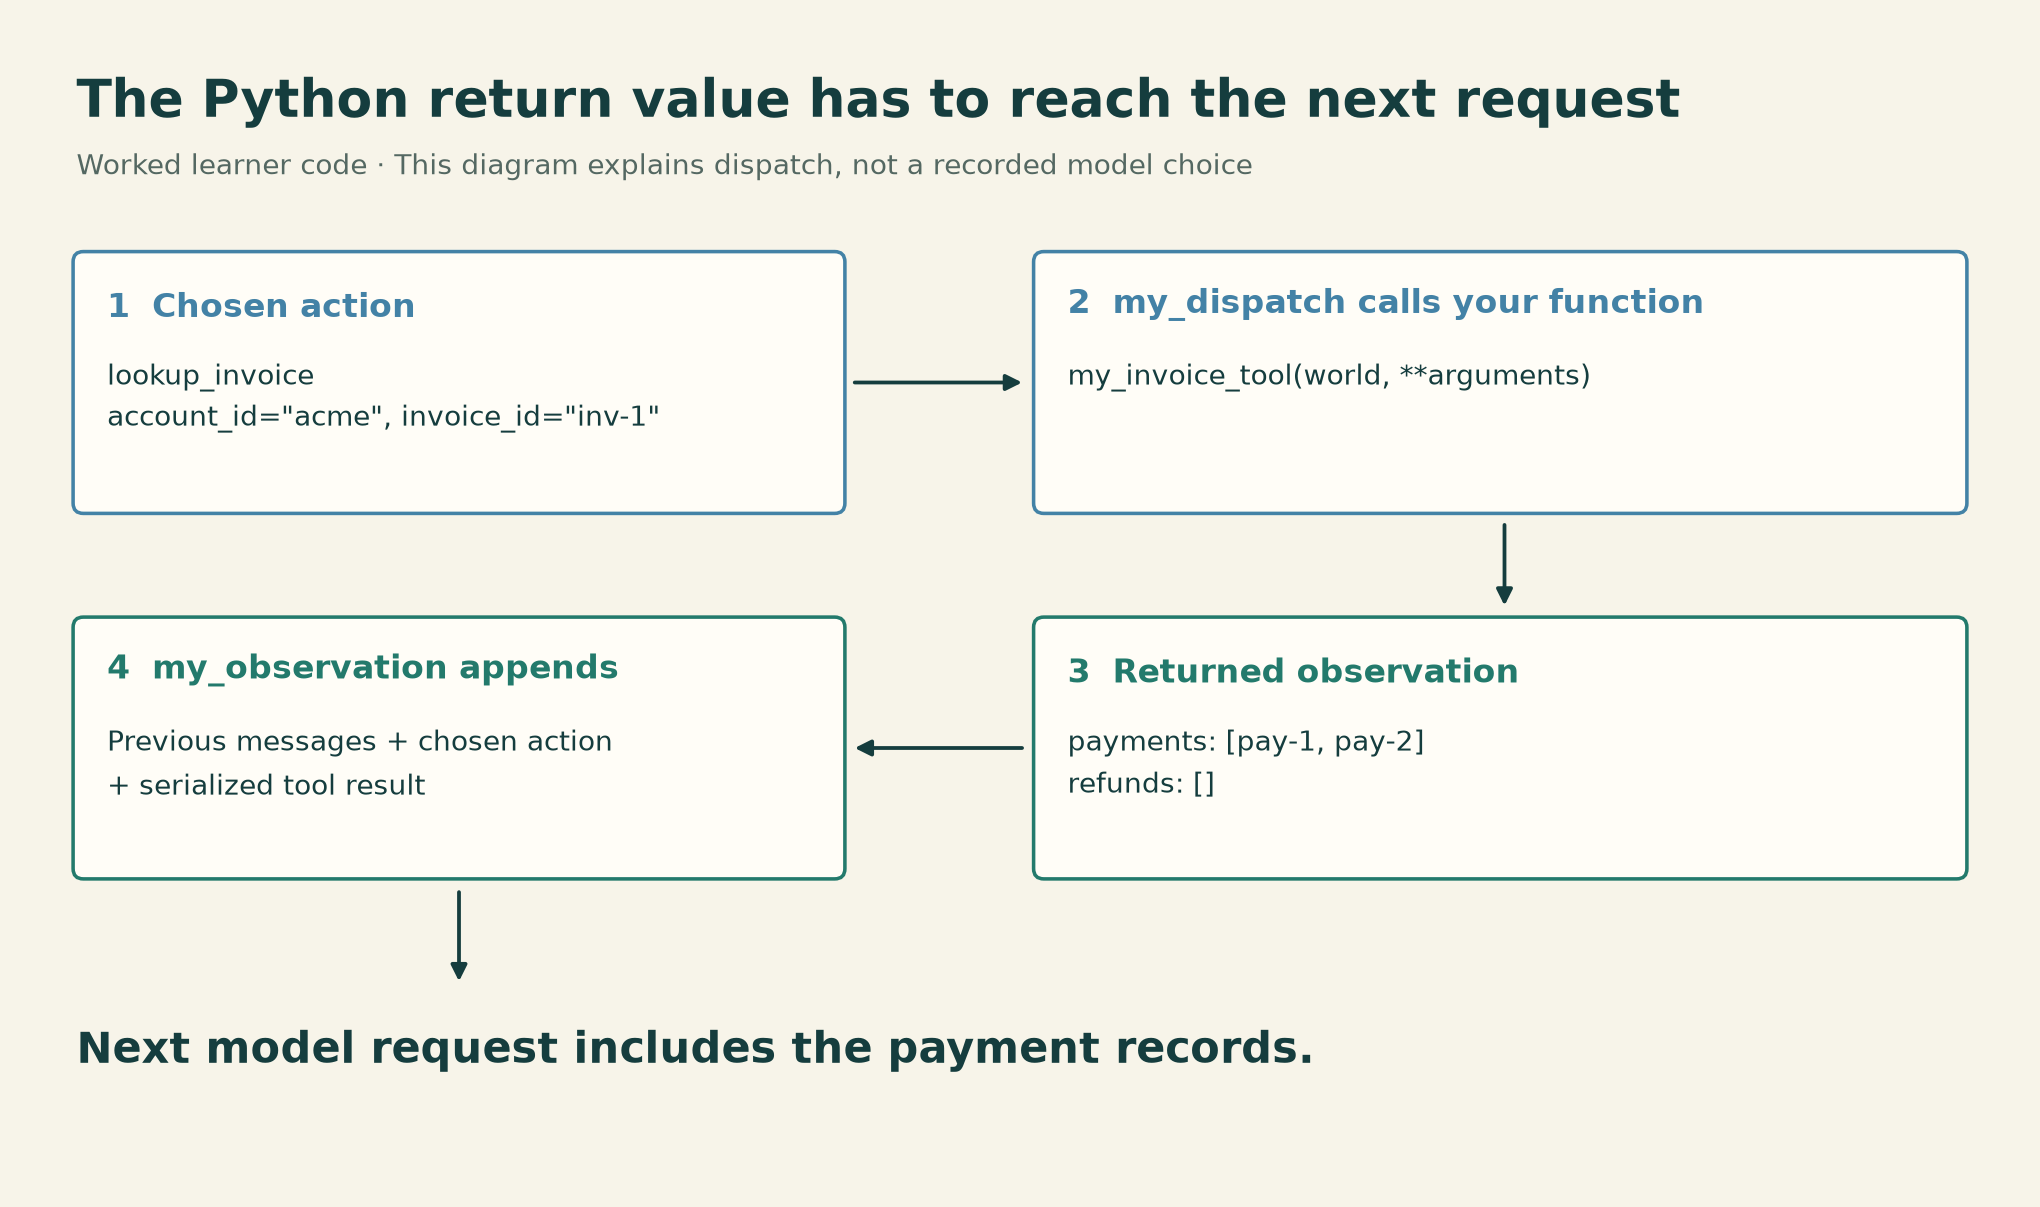 The Python return value has to reach the next request
Worked learner code · This diagram explains dispatch, not a recorded model choice
1  Chosen action
lookup_invoice
account_id="acme", invoice_id="inv-1"
2  my_dispatch calls your function
my_invoice_tool(world, **arguments)
3  Returned observation
payments: [pay-1, pay-2]
refunds: []
4  my_observation appends
Previous messages + chosen action
+ serialized tool result
Next model request includes the payment records.